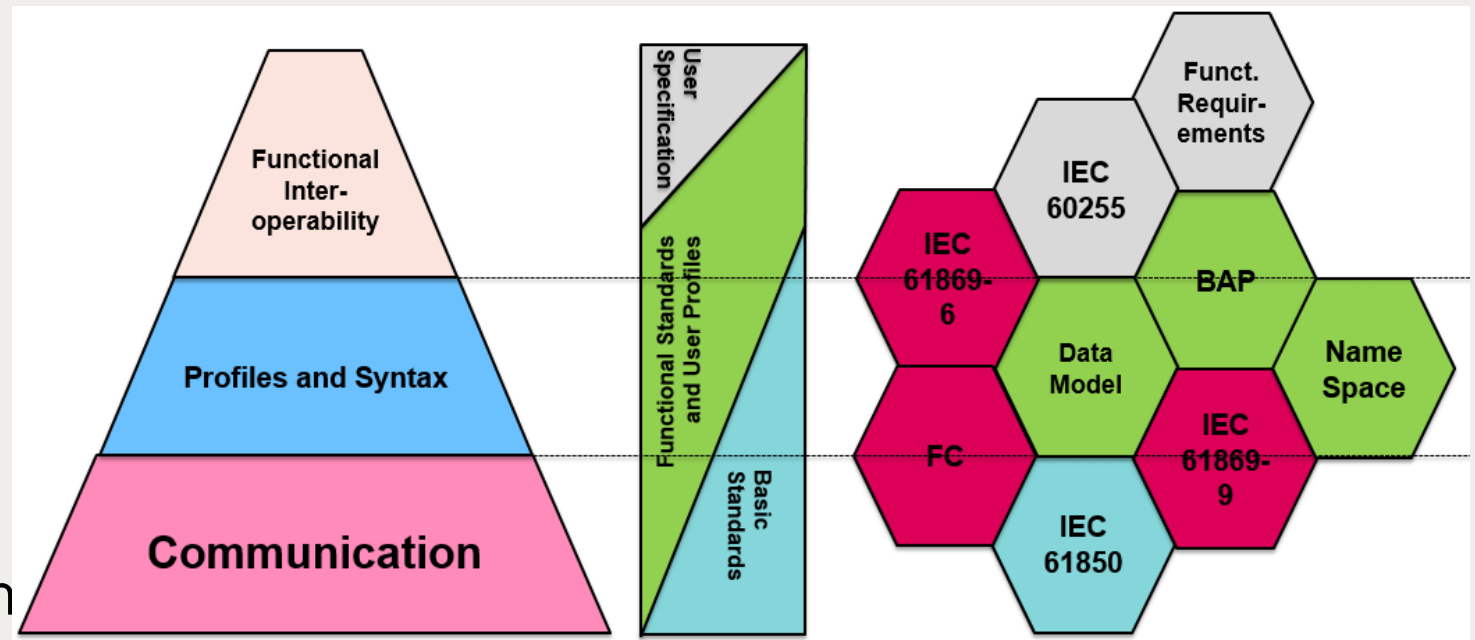 Functional
Inter-
operability
Profiles and Syntax
Communication
n
User
Specification
Functional Standards
and User Profiles
Basic
Standards
Funct.
Requir-
ements
IEC
60255
IEC
61869-
6
BAP
Data
Model
Name
Space
FC
IEC
61869-
9
IEC
61850